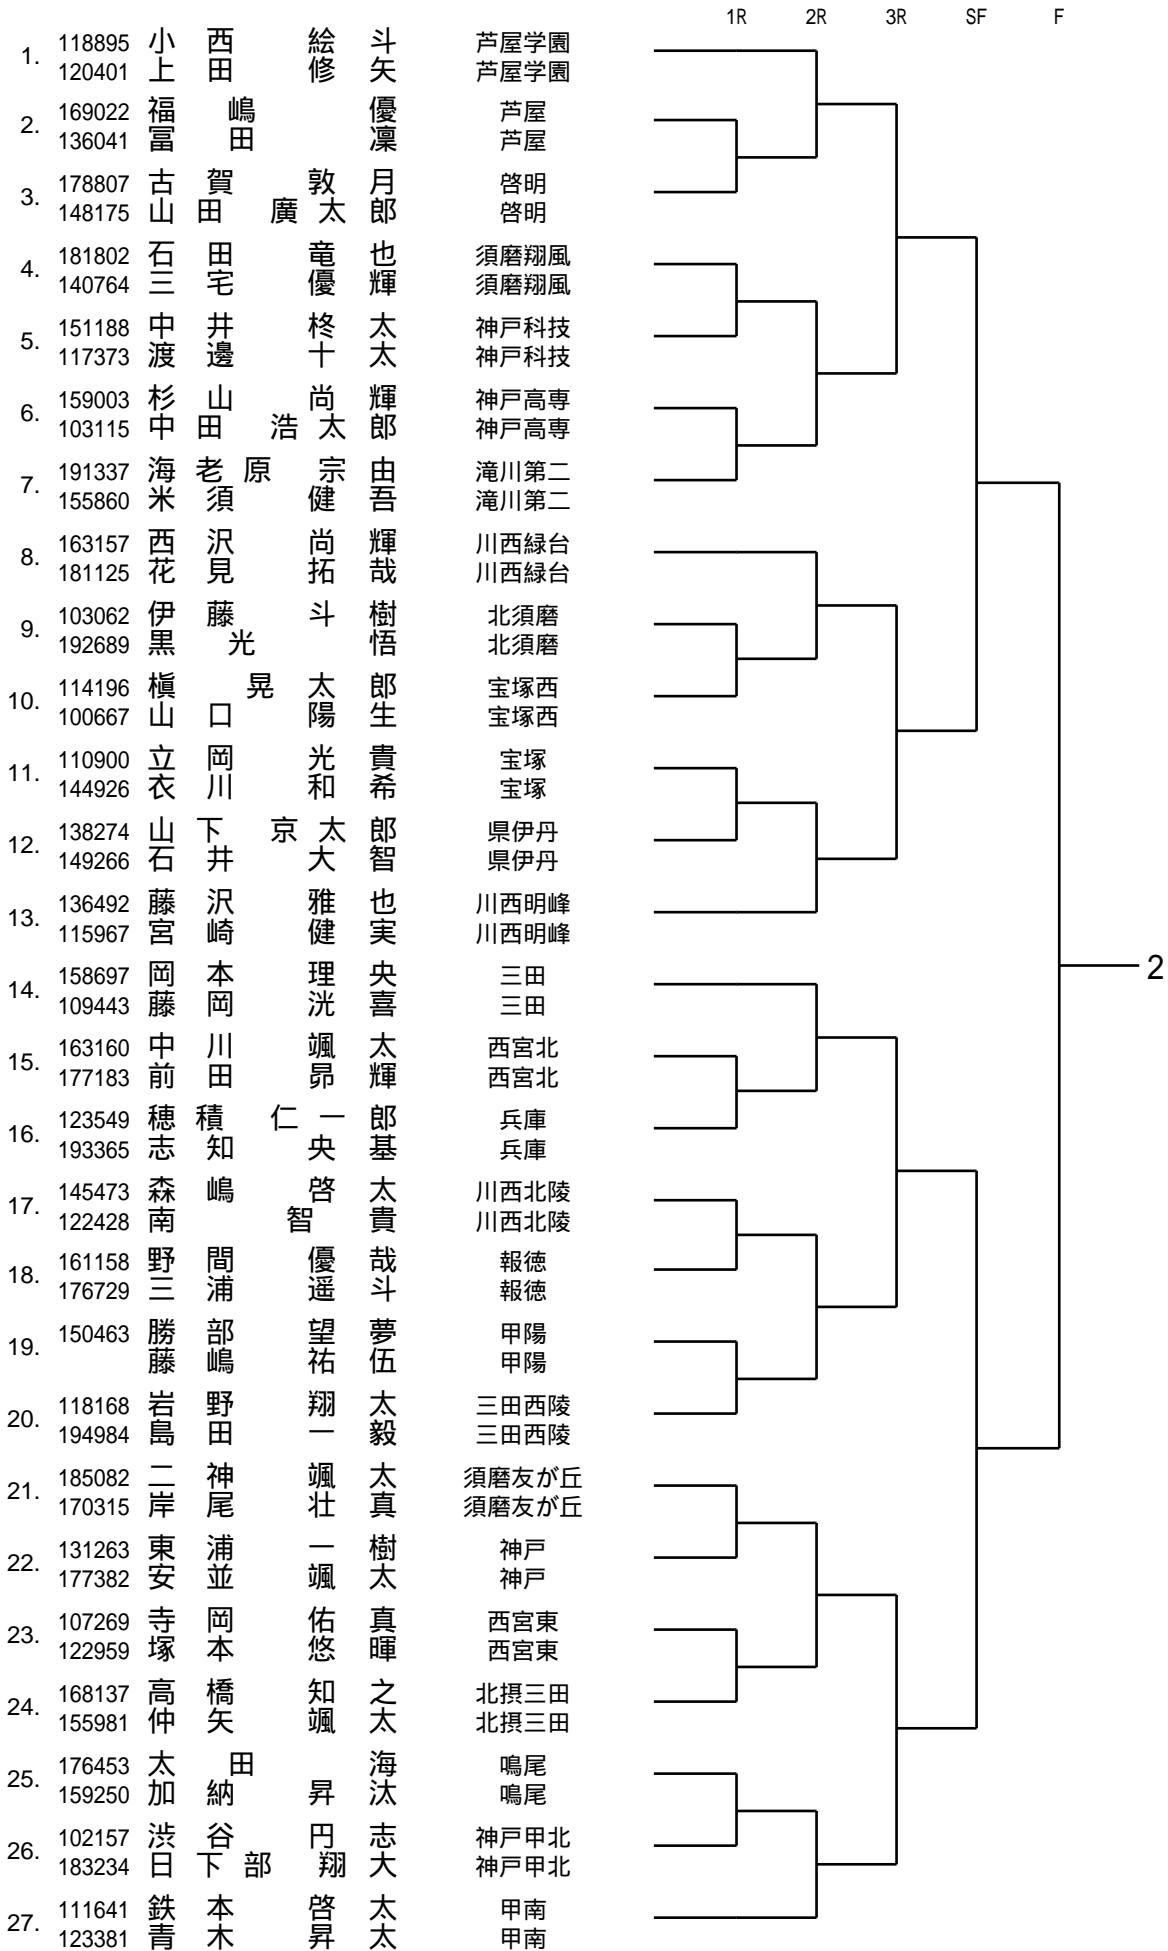 1R 2R 3R SF F
1. 118895 小西 絵斗 芦屋学園
120401 上田 修矢 芦屋学園
2. 169022 福嶋 優 芦屋
136041 冨田 凜 芦屋
3. 178807 古賀 敦月 啓明
148175 山田 廣太郎 啓明
4. 181802 石田 竜也 須磨翔風
140764 三宅 優輝 須磨翔風
5. 151188 中井 柊太 神戸科技
117373 渡邊 十太 神戸科技
6. 159003 杉山 尚輝 神戸高専
103115 中田 浩太郎 神戸高専
7. 191337 海老原 宗由 滝川第二
155860 米須 健吾 滝川第二
8. 163157 西沢 尚輝 川西緑台
181125 花見 拓哉 川西緑台
9. 103062 伊藤 斗樹 北須磨
192689 黒光 悟 北須磨
10. 114196 槇 晃太郎 宝塚西
100667 山口 陽生 宝塚西
11. 110900 立岡 光貴 宝塚
144926 衣川 和希 宝塚
12. 138274 山下 京太郎 県伊丹
149266 石井 大智 県伊丹
13. 136492 藤沢 雅也 川西明峰
115967 宮崎 健実 川西明峰
2
14. 158697 岡本 理央 三田
109443 藤岡 洸喜 三田
15. 163160 中川 颯太 西宮北
177183 前田 昴輝 西宮北
16. 123549 穂積 仁一郎 兵庫
193365 志知 央基 兵庫
17. 145473 森嶋 啓太 川西北陵
122428 南 智貴 川西北陵
18. 161158 野間 優哉 報徳
176729 三浦 遥斗 報徳
19. 150463 勝部 望夢 甲陽
藤嶋 祐伍 甲陽
20. 118168 岩野 翔太 三田西陵
194984 島田 一毅 三田西陵
21. 185082 二神 颯太 須磨友が丘
170315 岸尾 壮真 須磨友が丘
22. 131263 東浦 一樹 神戸
177382 安並 颯太 神戸
23. 107269 寺岡 佑真 西宮東
122959 塚本 悠暉 西宮東
24. 168137 高橋 知之 北摂三田
155981 仲矢 颯太 北摂三田
25. 176453 太田 海 鳴尾
159250 加納 昇汰 鳴尾
26. 102157 渋谷 円志 神戸甲北
183234 日下部 翔大 神戸甲北
27. 111641 鉄本 啓太 甲南
123381 青木 昇太 甲南